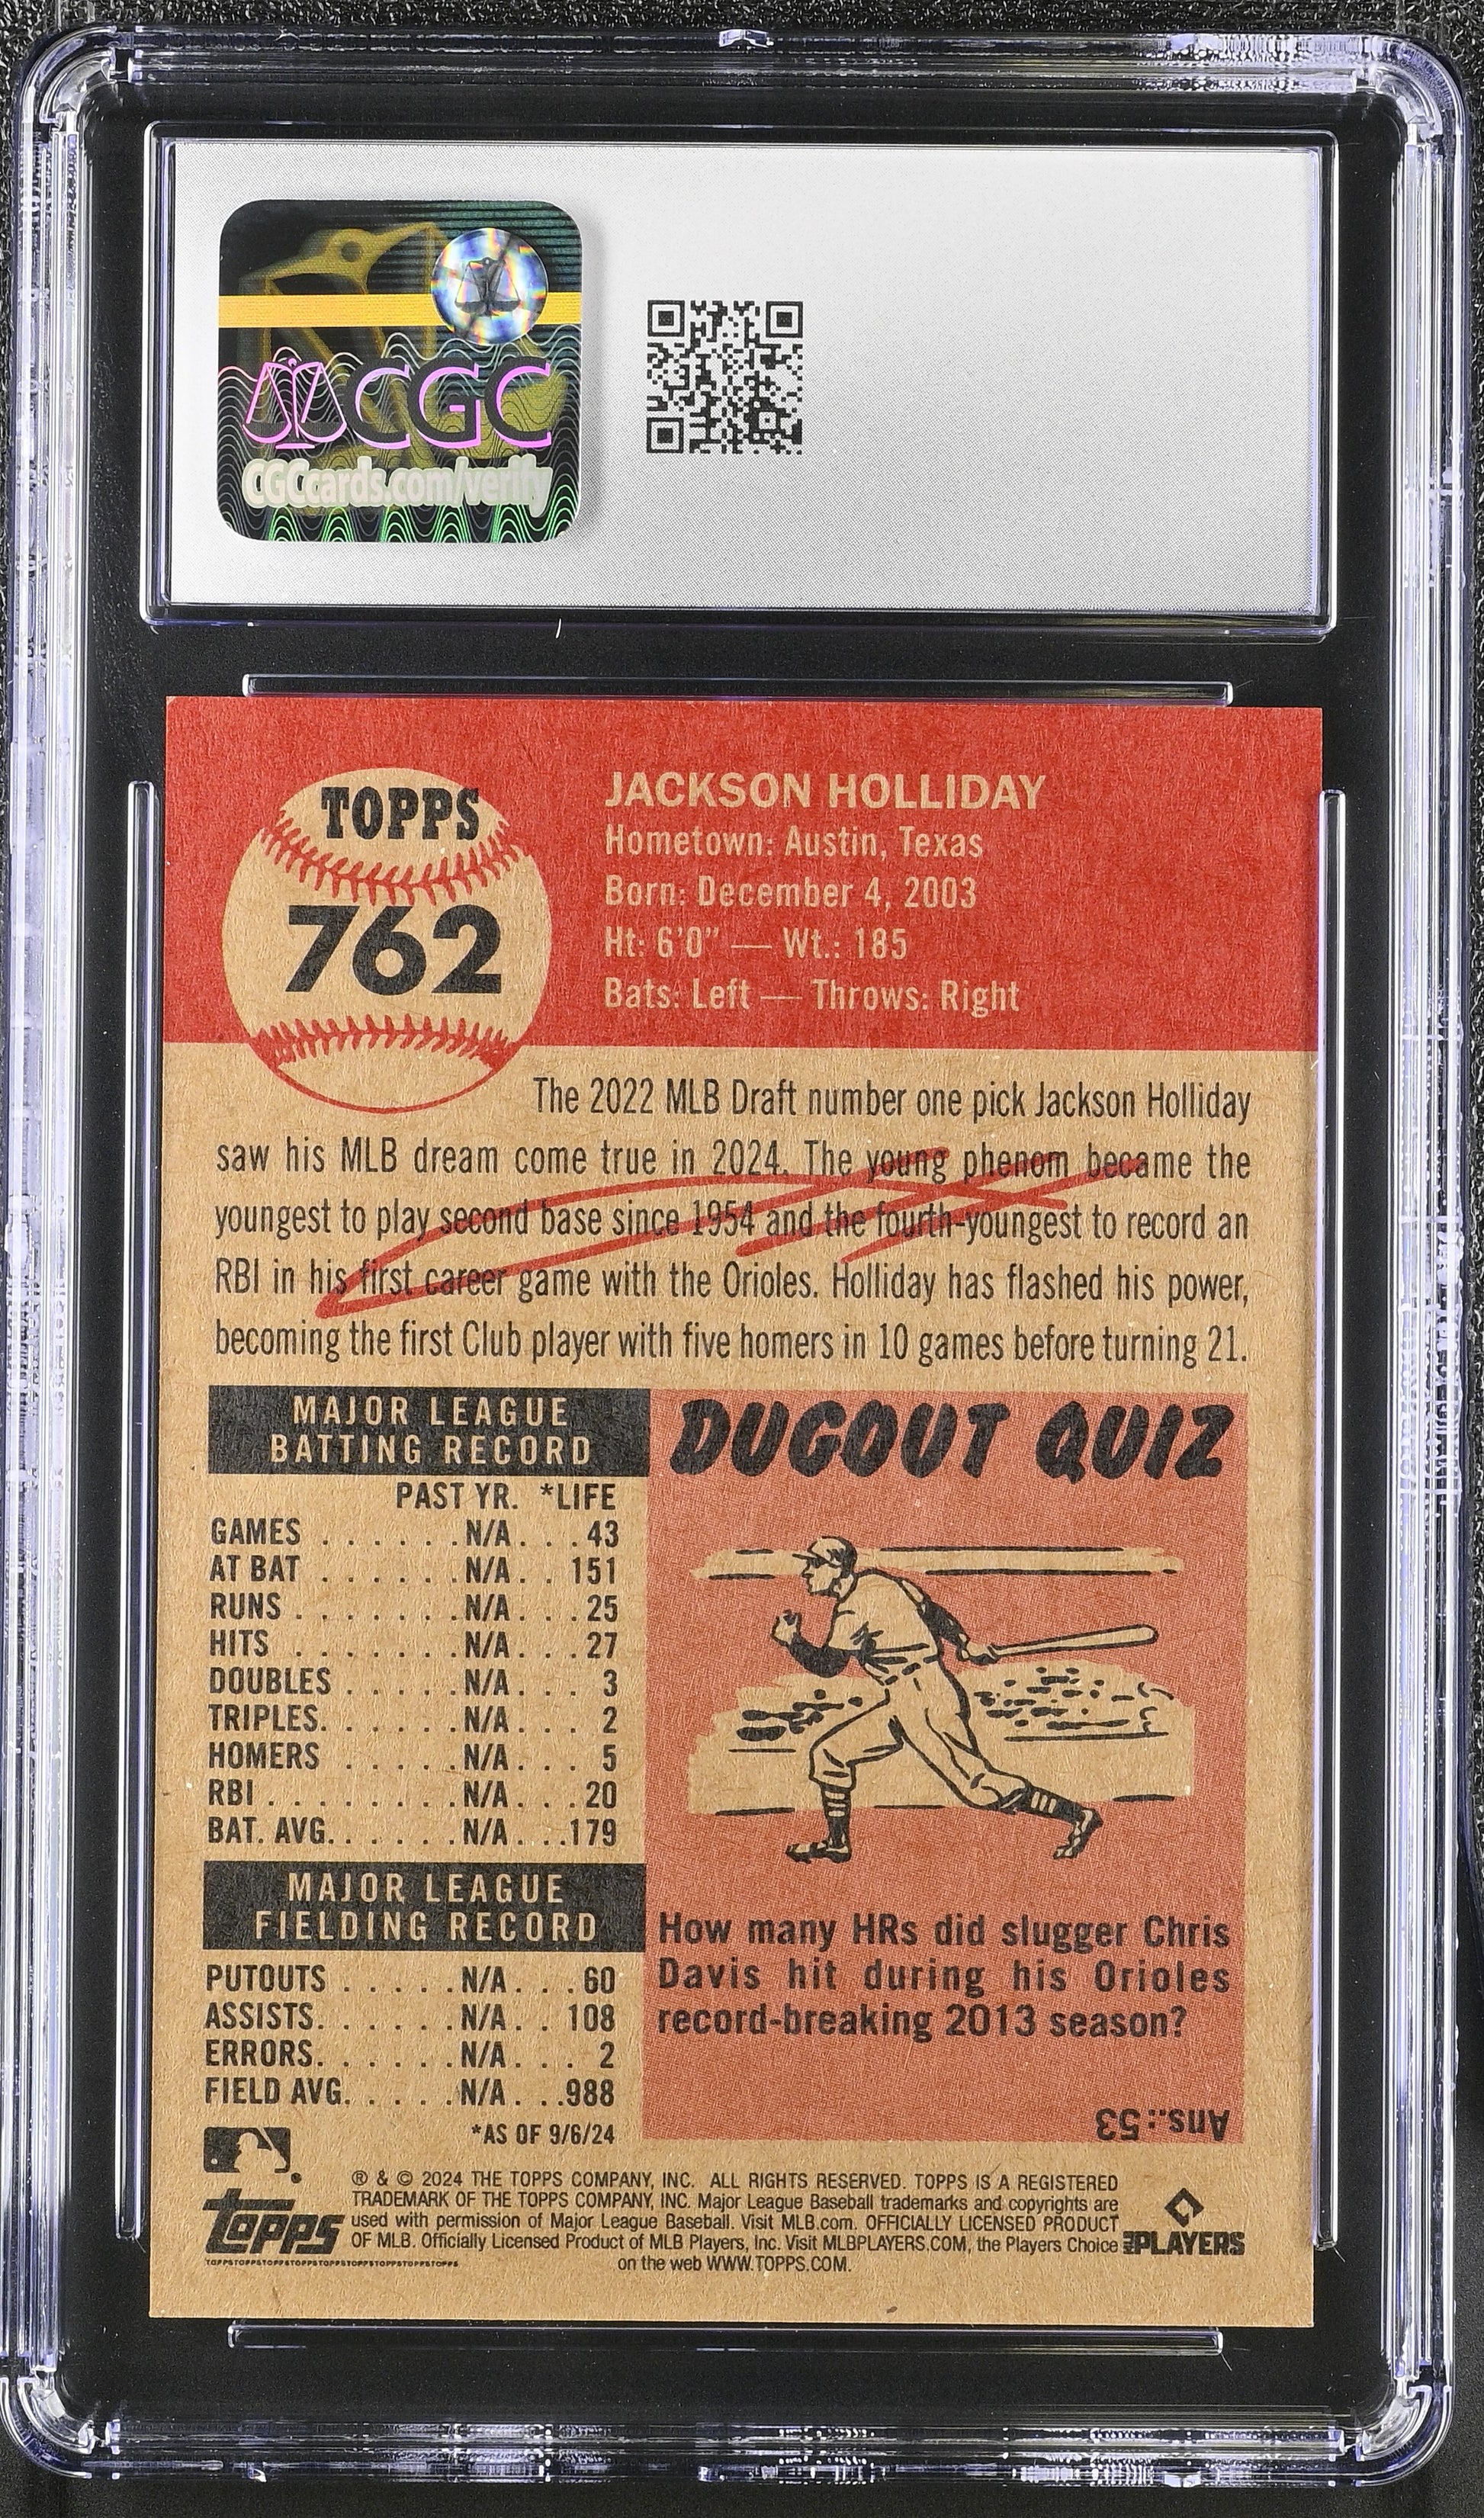 CGC
CGCcards.com/verify
TOPPS
762
JACKSON HOLLIDAY
Hometown: Austin, Texas
Born: December 4, 2003
Ht: 6'0" — Wt.: 185
Bats: Left — Throws: Right
The 2022 MLB Draft number one pick Jackson Holliday
saw his MLB dream come true in 2024. The young phenom became the
youngest to play second base since 1954 and the fourth-youngest to record an
RBI in his first career game with the Orioles. Holliday has flashed his power,
becoming the first Club player with five homers in 10 games before turning 21.
MAJOR LEAGUE
BATTING RECORD
PAST YR. *LIFE
GAMES . . . . . . . N/A. . . . 43
AT BAT . . . . . . . N/A. . . 151
RUNS . . . . . . . . N/A. . . . 25
HITS . . . . . . . . N/A. . . . 27
DOUBLES . . . . . . N/A. . . . 3
TRIPLES. . . . . . . N/A. . . . 2
HOMERS . . . . . . N/A. . . . 5
RBI . . . . . . . . . N/A. . . . 20
BAT. AVG. . . . . . . N/A. . . .179
MAJOR LEAGUE
FIELDING RECORD
PUTOUTS . . . . . . N/A. . . . 60
ASSISTS. . . . . . . N/A. . . 108
ERRORS. . . . . . . N/A. . . . 2
FIELD AVG. . . . . . N/A. . . .988
*AS OF 9/6/24
DUGOUT QUIZ
How many HRs did slugger Chris
Davis hit during his Orioles
record-breaking 2013 season?
Ans.: 53
® & © 2024 THE TOPPS COMPANY, INC. ALL RIGHTS RESERVED. TOPPS IS A REGISTERED
TRADEMARK OF THE TOPPS COMPANY, INC. Major League Baseball trademarks and copyrights are
used with permission of Major League Baseball. Visit MLB.com. OFFICIALLY LICENSED PRODUCT
OF MLB. Officially Licensed Product of MLB Players, Inc. Visit MLBPLAYERS.COM, the Players Choice
on the web WWW.TOPPS.COM.
topps
TOPPSTOPPSTOPPSTOPPSTOPPSTOPPSTOPPSTOPPS
MLB PLAYERS